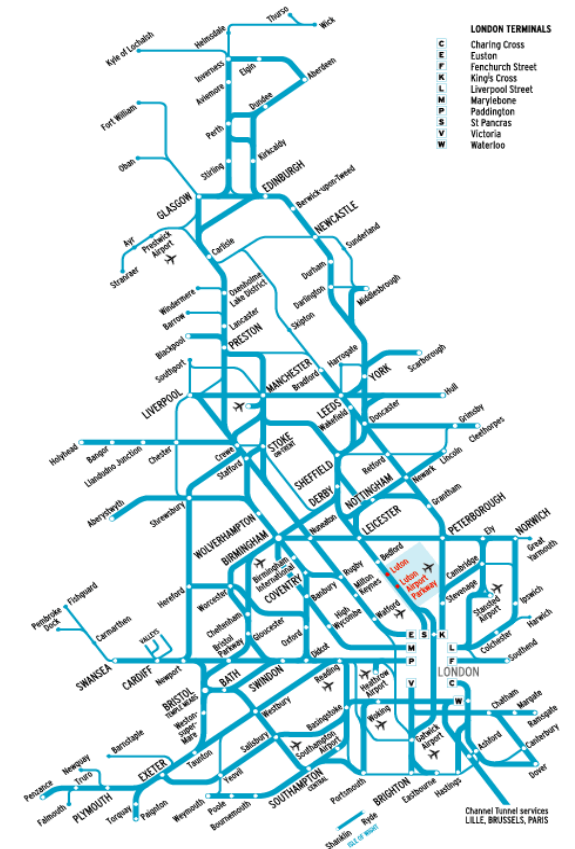 Thurso
Wick
Helmsdale
Kyle of Lochalsh
Inverness
Elgin
Aberdeen
Aviemore
Dundee
Fort William
Perth
Kirkcaldy
Oban
Stirling
GLASGOW
EDINBURGH
Berwick-upon-Tweed
NEWCASTLE
Sunderland
Ayr
Prestwick
Airport
Stranraer
Carlisle
Durham
Darlington
Middlesbrough
Windermere
Oxenholme
Lake District
Barrow
Skipton
Lancaster
Blackpool
PRESTON
Harrogate
Scarborough
Southport
MANCHESTER
Bradford
YORK
LIVERPOOL
LEEDS
Wakefield
Hull
Doncaster
Grimsby
Cleethorpes
STOKE
ON-TRENT
Holyhead
Bangor
Llandudno Junction
Chester
Crewe
Stafford
SHEFFIELD
Retford
Lincoln
Newark
DERBY
NOTTINGHAM
Grantham
Aberystwyth
Shrewsbury
WOLVERHAMPTON
BIRMINGHAM
Nuneaton
LEICESTER
PETERBOROUGH
Ely
NORWICH
Great
Yarmouth
Bedford
Luton
Luton
Airport
Parkway
Cambridge
Stevenage
Stansted
Airport
Ipswich
Harwich
Birmingham
International
COVENTRY
Rugby
Milton
Keynes
Watford
Hereford
Worcester
Banbury
High
Wycombe
Fishguard
Pembroke
Dock
Carmarthen
VALLEYS
Cheltenham
Gloucester
Oxford
Bristol
Parkway
Colchester
Southend
SWANSEA
CARDIFF
Newport
BATH
SWINDON
Didcot
Reading
Heathrow
Airport
E S K
M
P
L
F
V
C
W
LONDON
BRISTOL
TEMPLE MEADS
Weston-
super-
Mare
Westbury
Basingstoke
Woking
Gatwick
Airport
Chatham
Margate
Ramsgate
Canterbury
Dover
Ashford
Barnstaple
Taunton
Salisbury
Southampton
Airport
Newquay
Truro
EXETER
Yeovil
Penzance
Falmouth
PLYMOUTH
Torquay
Paignton
Weymouth
Poole
Bournemouth
SOUTHAMPTON
CENTRAL
Portsmouth
BRIGHTON
Eastbourne
Hastings
Shanklin
Ryde
ISLE OF WIGHT
Channel Tunnel services
LILLE, BRUSSELS, PARIS
LONDON TERMINALS
C Charing Cross
E Euston
F Fenchurch Street
K King's Cross
L Liverpool Street
M Marylebone
P Paddington
S St Pancras
V Victoria
W Waterloo